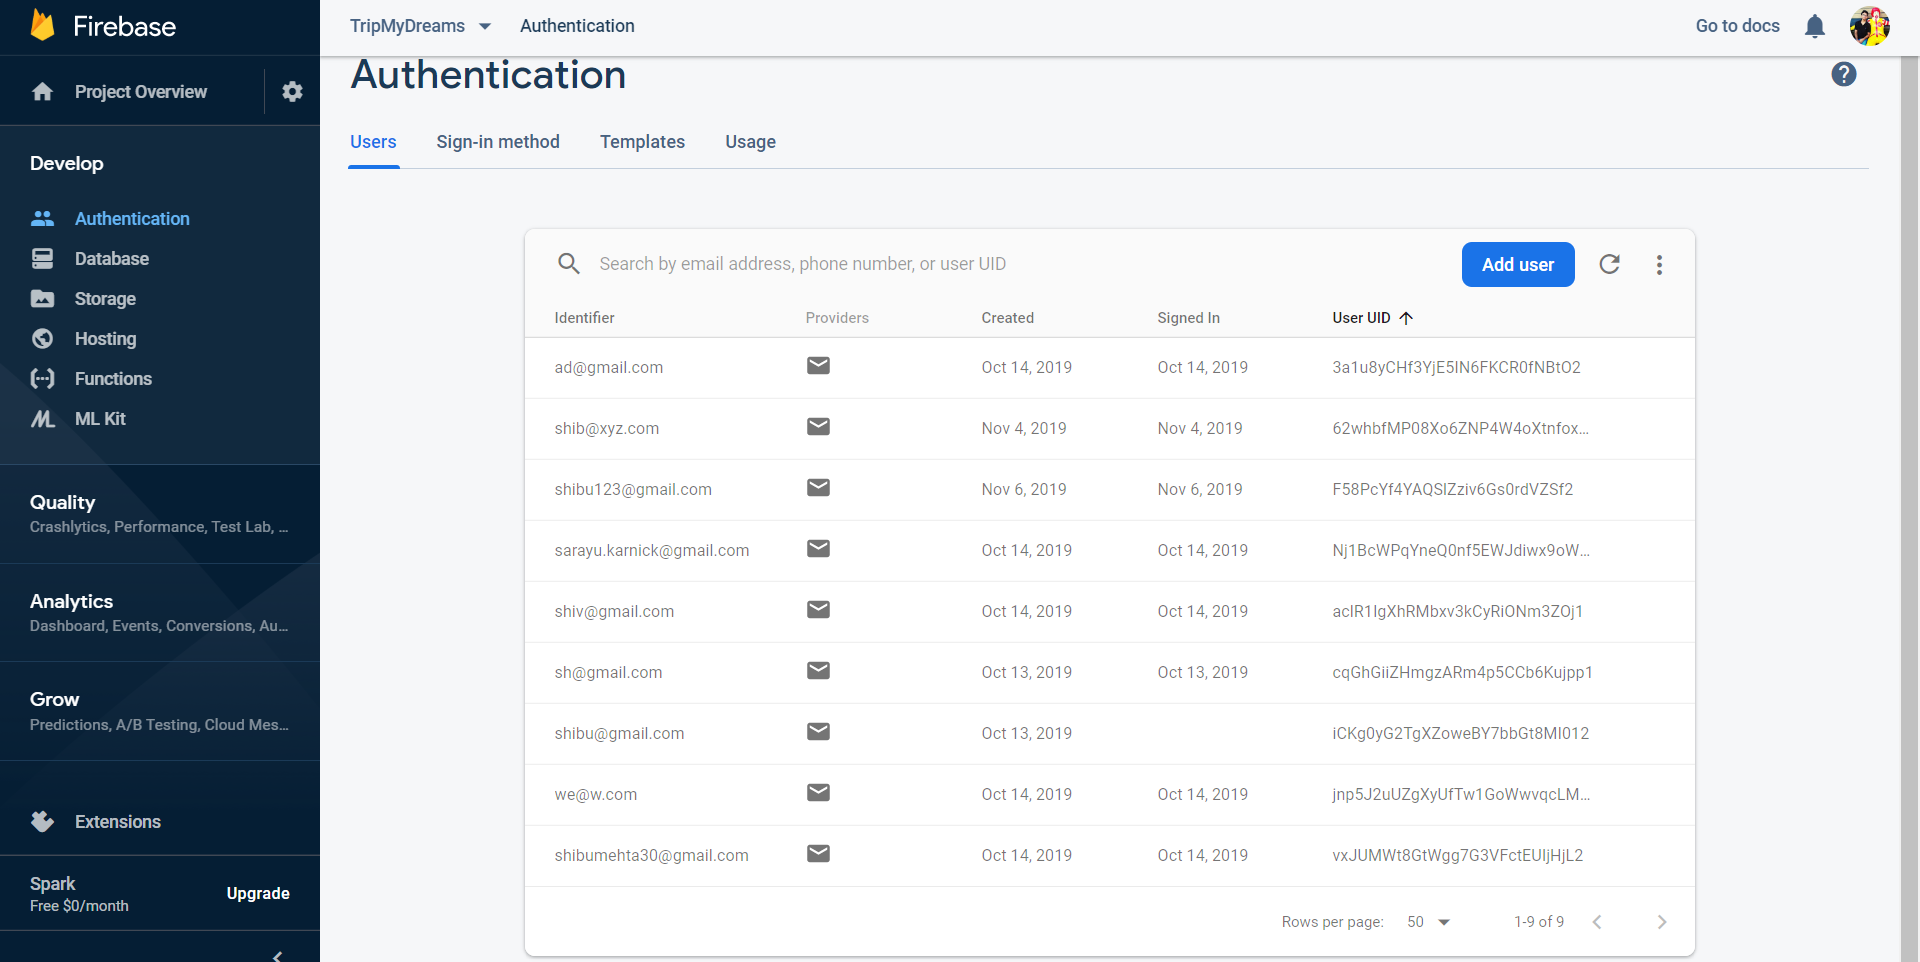 Firebase
TripMyDreams Authentication Go to docs
Project Overview
Authentication
Users Sign-in method Templates Usage
Develop
Authentication
Database
Storage
Hosting
Functions
ML Kit
Quality
Crashlytics, Performance, Test Lab, ...
Analytics
Dashboard, Events, Conversions, Au...
Grow
Predictions, A/B Testing, Cloud Mes...
Extensions
Spark
Free $0/month
Upgrade
Search by email address, phone number, or user UID
Add user
Identifier Providers Created Signed In User UID
ad@gmail.com Oct 14, 2019 Oct 14, 2019 3a1u8yCHf3YjE5IN6FKCR0fNBtO2
shib@xyz.com Nov 4, 2019 Nov 4, 2019 62whbfMP08Xo6ZNP4W4oXtnfox...
shibu123@gmail.com Nov 6, 2019 Nov 6, 2019 F58PcYf4YAQSIZziv6Gs0rdVZSf2
sarayu.karnick@gmail.com Oct 14, 2019 Oct 14, 2019 Nj1BcWPqYneQ0nf5EWJdiwx9oW...
shiv@gmail.com Oct 14, 2019 Oct 14, 2019 aclR1IgXhRMbxv3kCyRiONm3ZOj1
sh@gmail.com Oct 13, 2019 Oct 13, 2019 cqGhGiiZHmgzARm4p5CCb6Kujpp1
shibu@gmail.com Oct 13, 2019 iCKg0yG2TgXZoweBY7bbGt8MI012
we@w.com Oct 14, 2019 Oct 14, 2019 jnp5J2uUZgXyUfTw1GoWwvqcLM...
shibumehta30@gmail.com Oct 14, 2019 Oct 14, 2019 vxJUMWt8GtWgg7G3VFctEUIjHjL2
Rows per page: 50 1-9 of 9